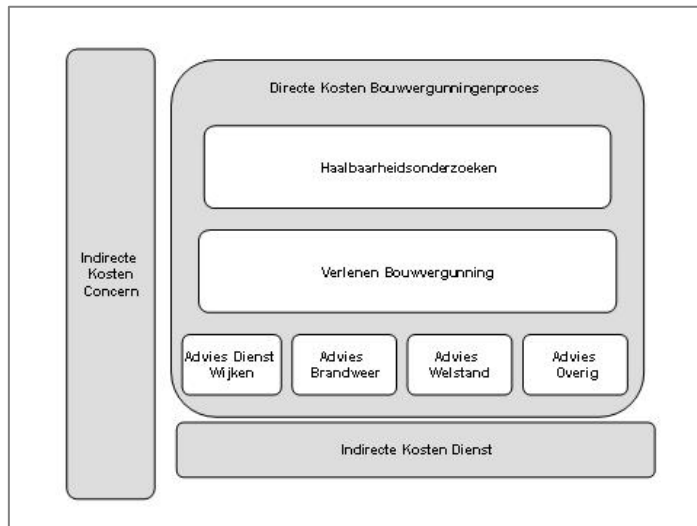 Directe Kosten Bouwvergunningenproces
Haalbaarheidsonderzoeken
Indirecte
Kosten
Concern
Verlenen Bouwvergunning
Advies Dienst
Wijken
Advies
Brandweer
Advies
Welstand
Advies
Overig
Indirecte Kosten Dienst